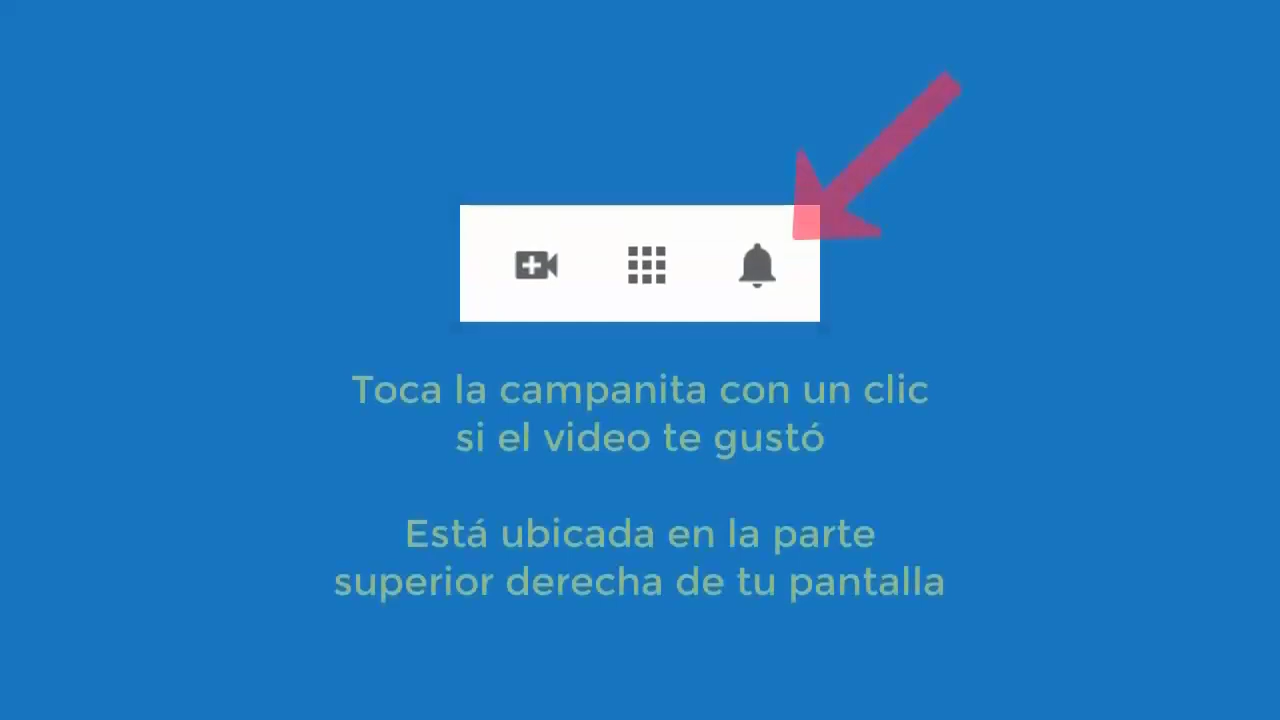 Toca la campanita con un clic
si el video te gustó
Está ubicada en la parte
superior derecha de tu pantalla